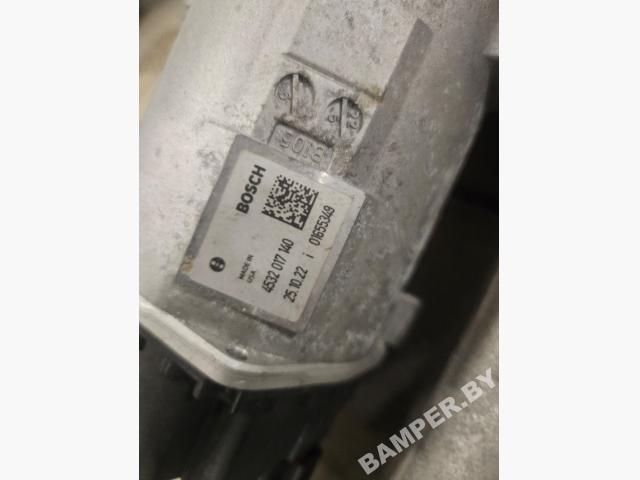 BOSCH
MADE IN
USA
4532 017 140
25.10.22 i 01655349
BAMPER.BY